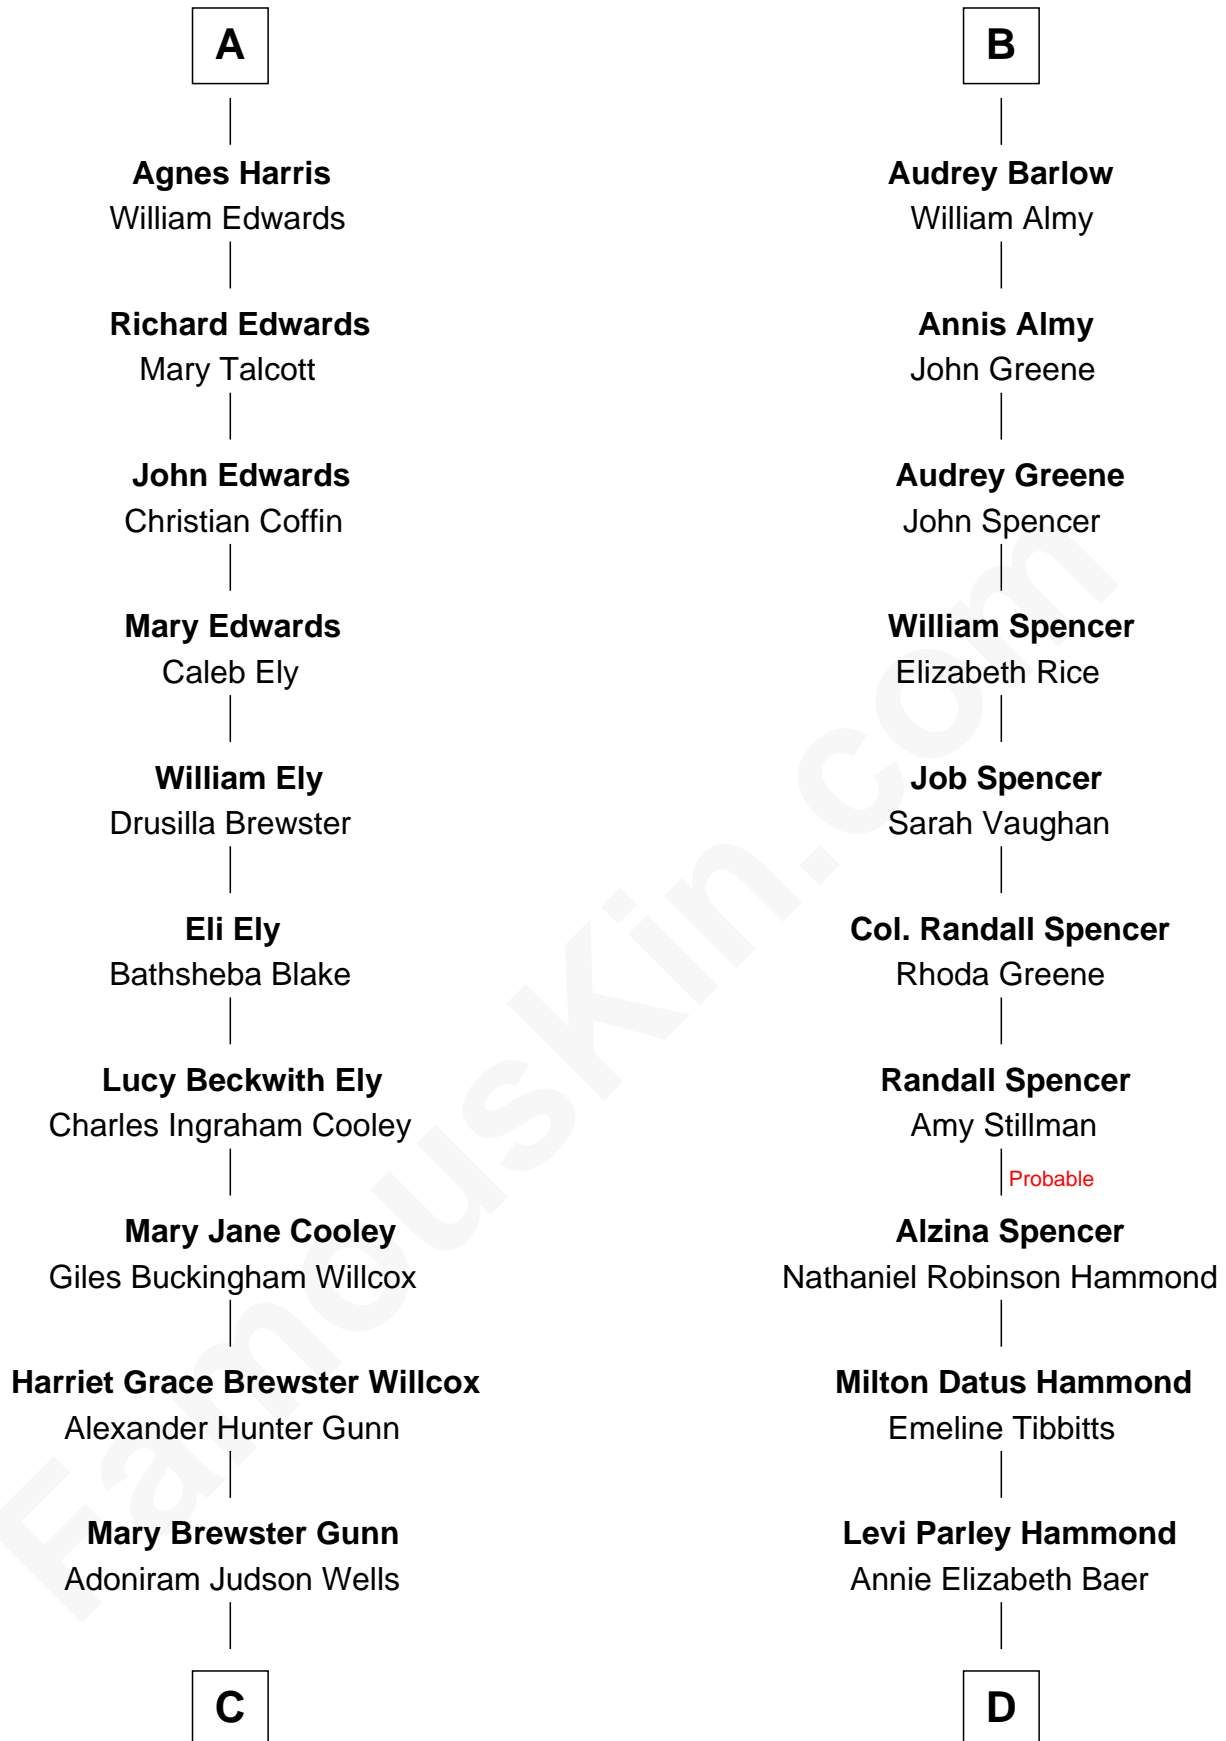 A
Agnes Harris
William Edwards
Richard Edwards
Mary Talcott
John Edwards
Christian Coffin
Mary Edwards
Caleb Ely
William Ely
Drusilla Brewster
Eli Ely
Bathsheba Blake
Lucy Beckwith Ely
Charles Ingraham Cooley
Mary Jane Cooley
Giles Buckingham Willcox
Harriet Grace Brewster Willcox
Alexander Hunter Gunn
Mary Brewster Gunn
Adoniram Judson Wells
C
B
Audrey Barlow
William Almy
Annis Almy
John Greene
Audrey Greene
John Spencer
William Spencer
Elizabeth Rice
Job Spencer
Sarah Vaughan
Col. Randall Spencer
Rhoda Greene
Randall Spencer
Amy Stillman
Probable
Alzina Spencer
Nathaniel Robinson Hammond
Milton Datus Hammond
Emeline Tibbitts
Levi Parley Hammond
Annie Elizabeth Baer
D
FamousKin.com